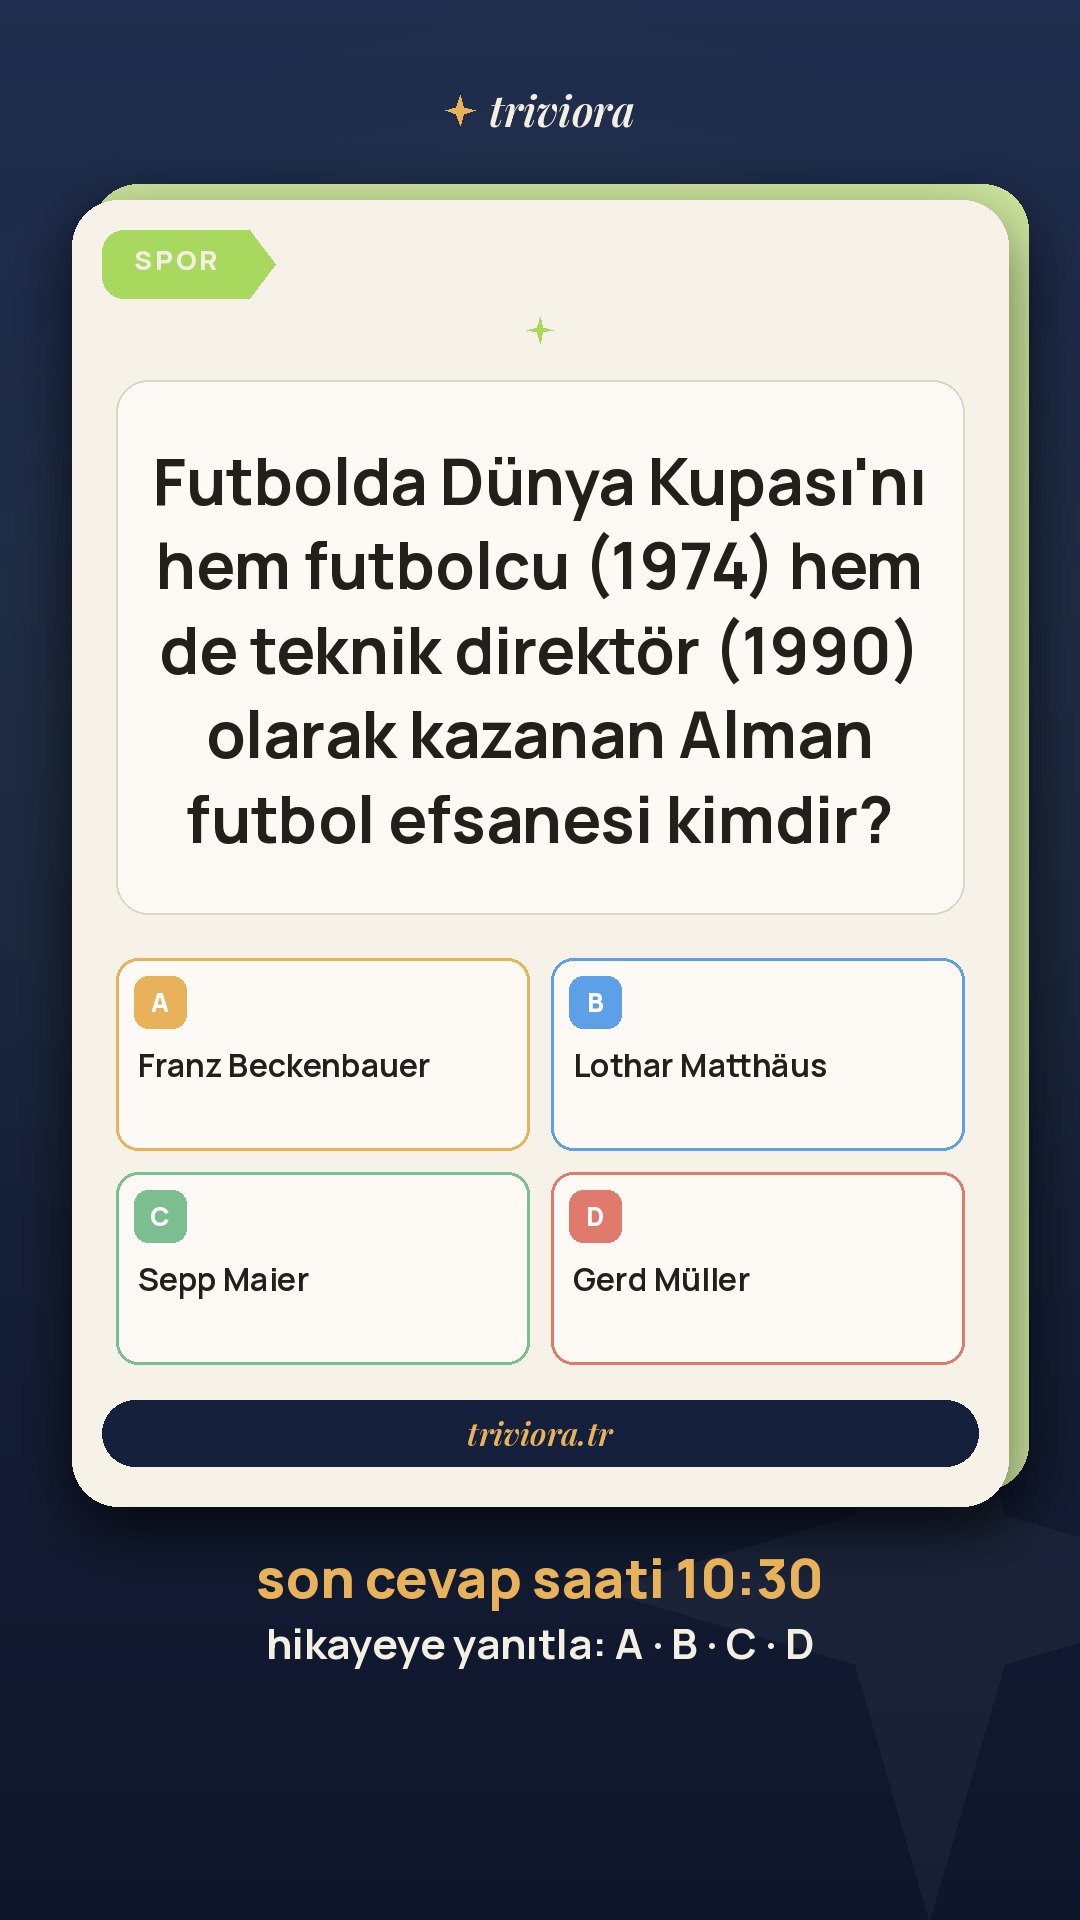 triviora
SPOR
Futbolda Dünya Kupası'nı
hem futbolcu (1974) hem
de teknik direktör (1990)
olarak kazanan Alman
futbol efsanesi kimdir?
A
Franz Beckenbauer
B
Lothar Matthäus
C
Sepp Maier
D
Gerd Müller
triviora.tr
son cevap saati 10:30
hikayeye yanıtla: A · B · C · D